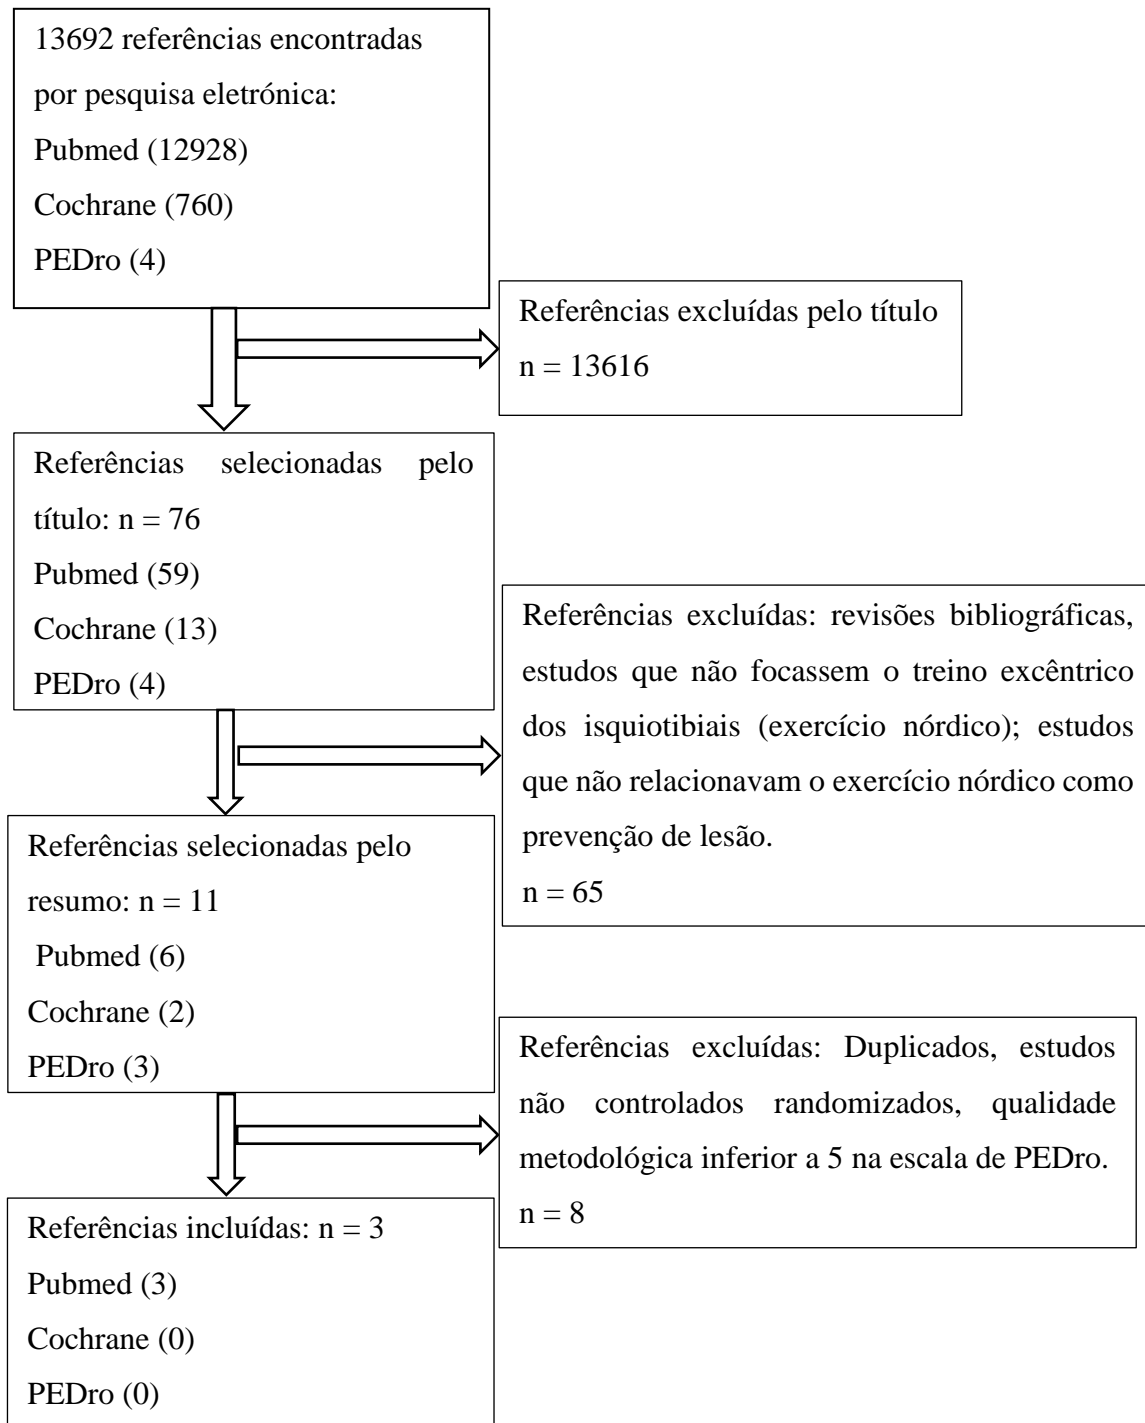 13692 referências encontradas
por pesquisa eletrónica:
Pubmed (12928)
Cochrane (760)
PEDro (4)
Referências excluídas pelo título
n = 13616
Referências selecionadas pelo
título: n = 76
Pubmed (59)
Cochrane (13)
PEDro (4)
Referências excluídas: revisões bibliográficas,
estudos que não focassem o treino excêntrico
dos isquiotibiais (exercício nórdico); estudos
que não relacionavam o exercício nórdico como
prevenção de lesão.
n = 65
Referências selecionadas pelo
resumo: n = 11
Pubmed (6)
Cochrane (2)
PEDro (3)
Referências excluídas: Duplicados, estudos
não controlados randomizados, qualidade
metodológica inferior a 5 na escala de PEDro.
n = 8
Referências incluídas: n = 3
Pubmed (3)
Cochrane (0)
PEDro (0)